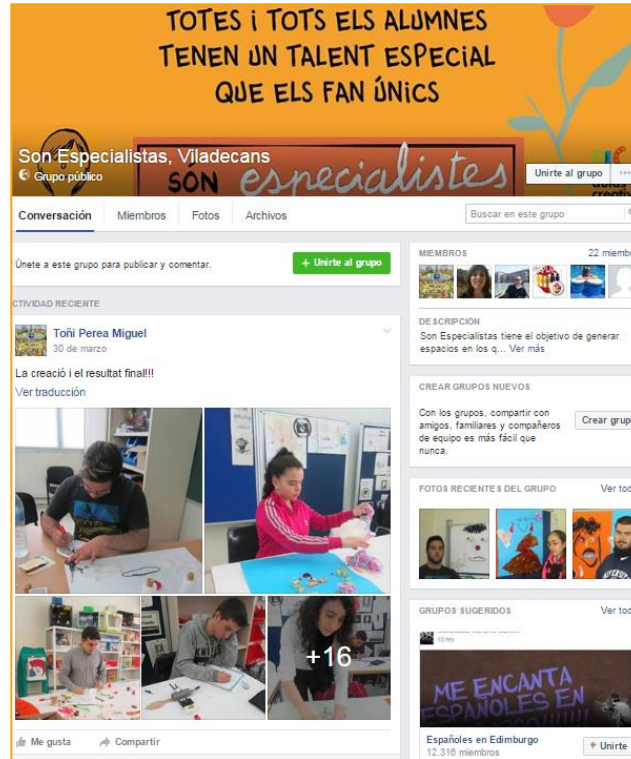 TOTES i TOTS ELS ALUMNES
TENEN UN TALENT ESPECIAL
QUE ELS FAN ÚNICS
SÓN especialistes
Son Especialistas, Viladecans
Grupo público
Unirte al grupo
Conversación Miembros Fotos Archivos
Buscar en este grupo
Únete a este grupo para publicar y comentar.
+ Unirte al grupo
ACTIVIDAD RECIENTE
Toñi Perea Miguel
30 de marzo
La creació i el resultat final!!!
Ver traducción
+16
Me gusta Compartir
MIEMBROS 22 miemb
DESCRIPCIÓN
Son Especialistas tiene el objetivo de generar
espacios en los q... Ver más
CREAR GRUPOS NUEVOS
Con los grupos, compartir con
amigos, familiares y compañeros
de equipo es más fácil que
nunca.
Crear grupo
FOTOS RECIENTES DEL GRUPO Ver tod
GRUPOS SUGERIDOS Ver tod
ME ENCANTA
ESPAÑOLES EN
Españoles en Edimburgo
12.316 miembros
+ Unirte